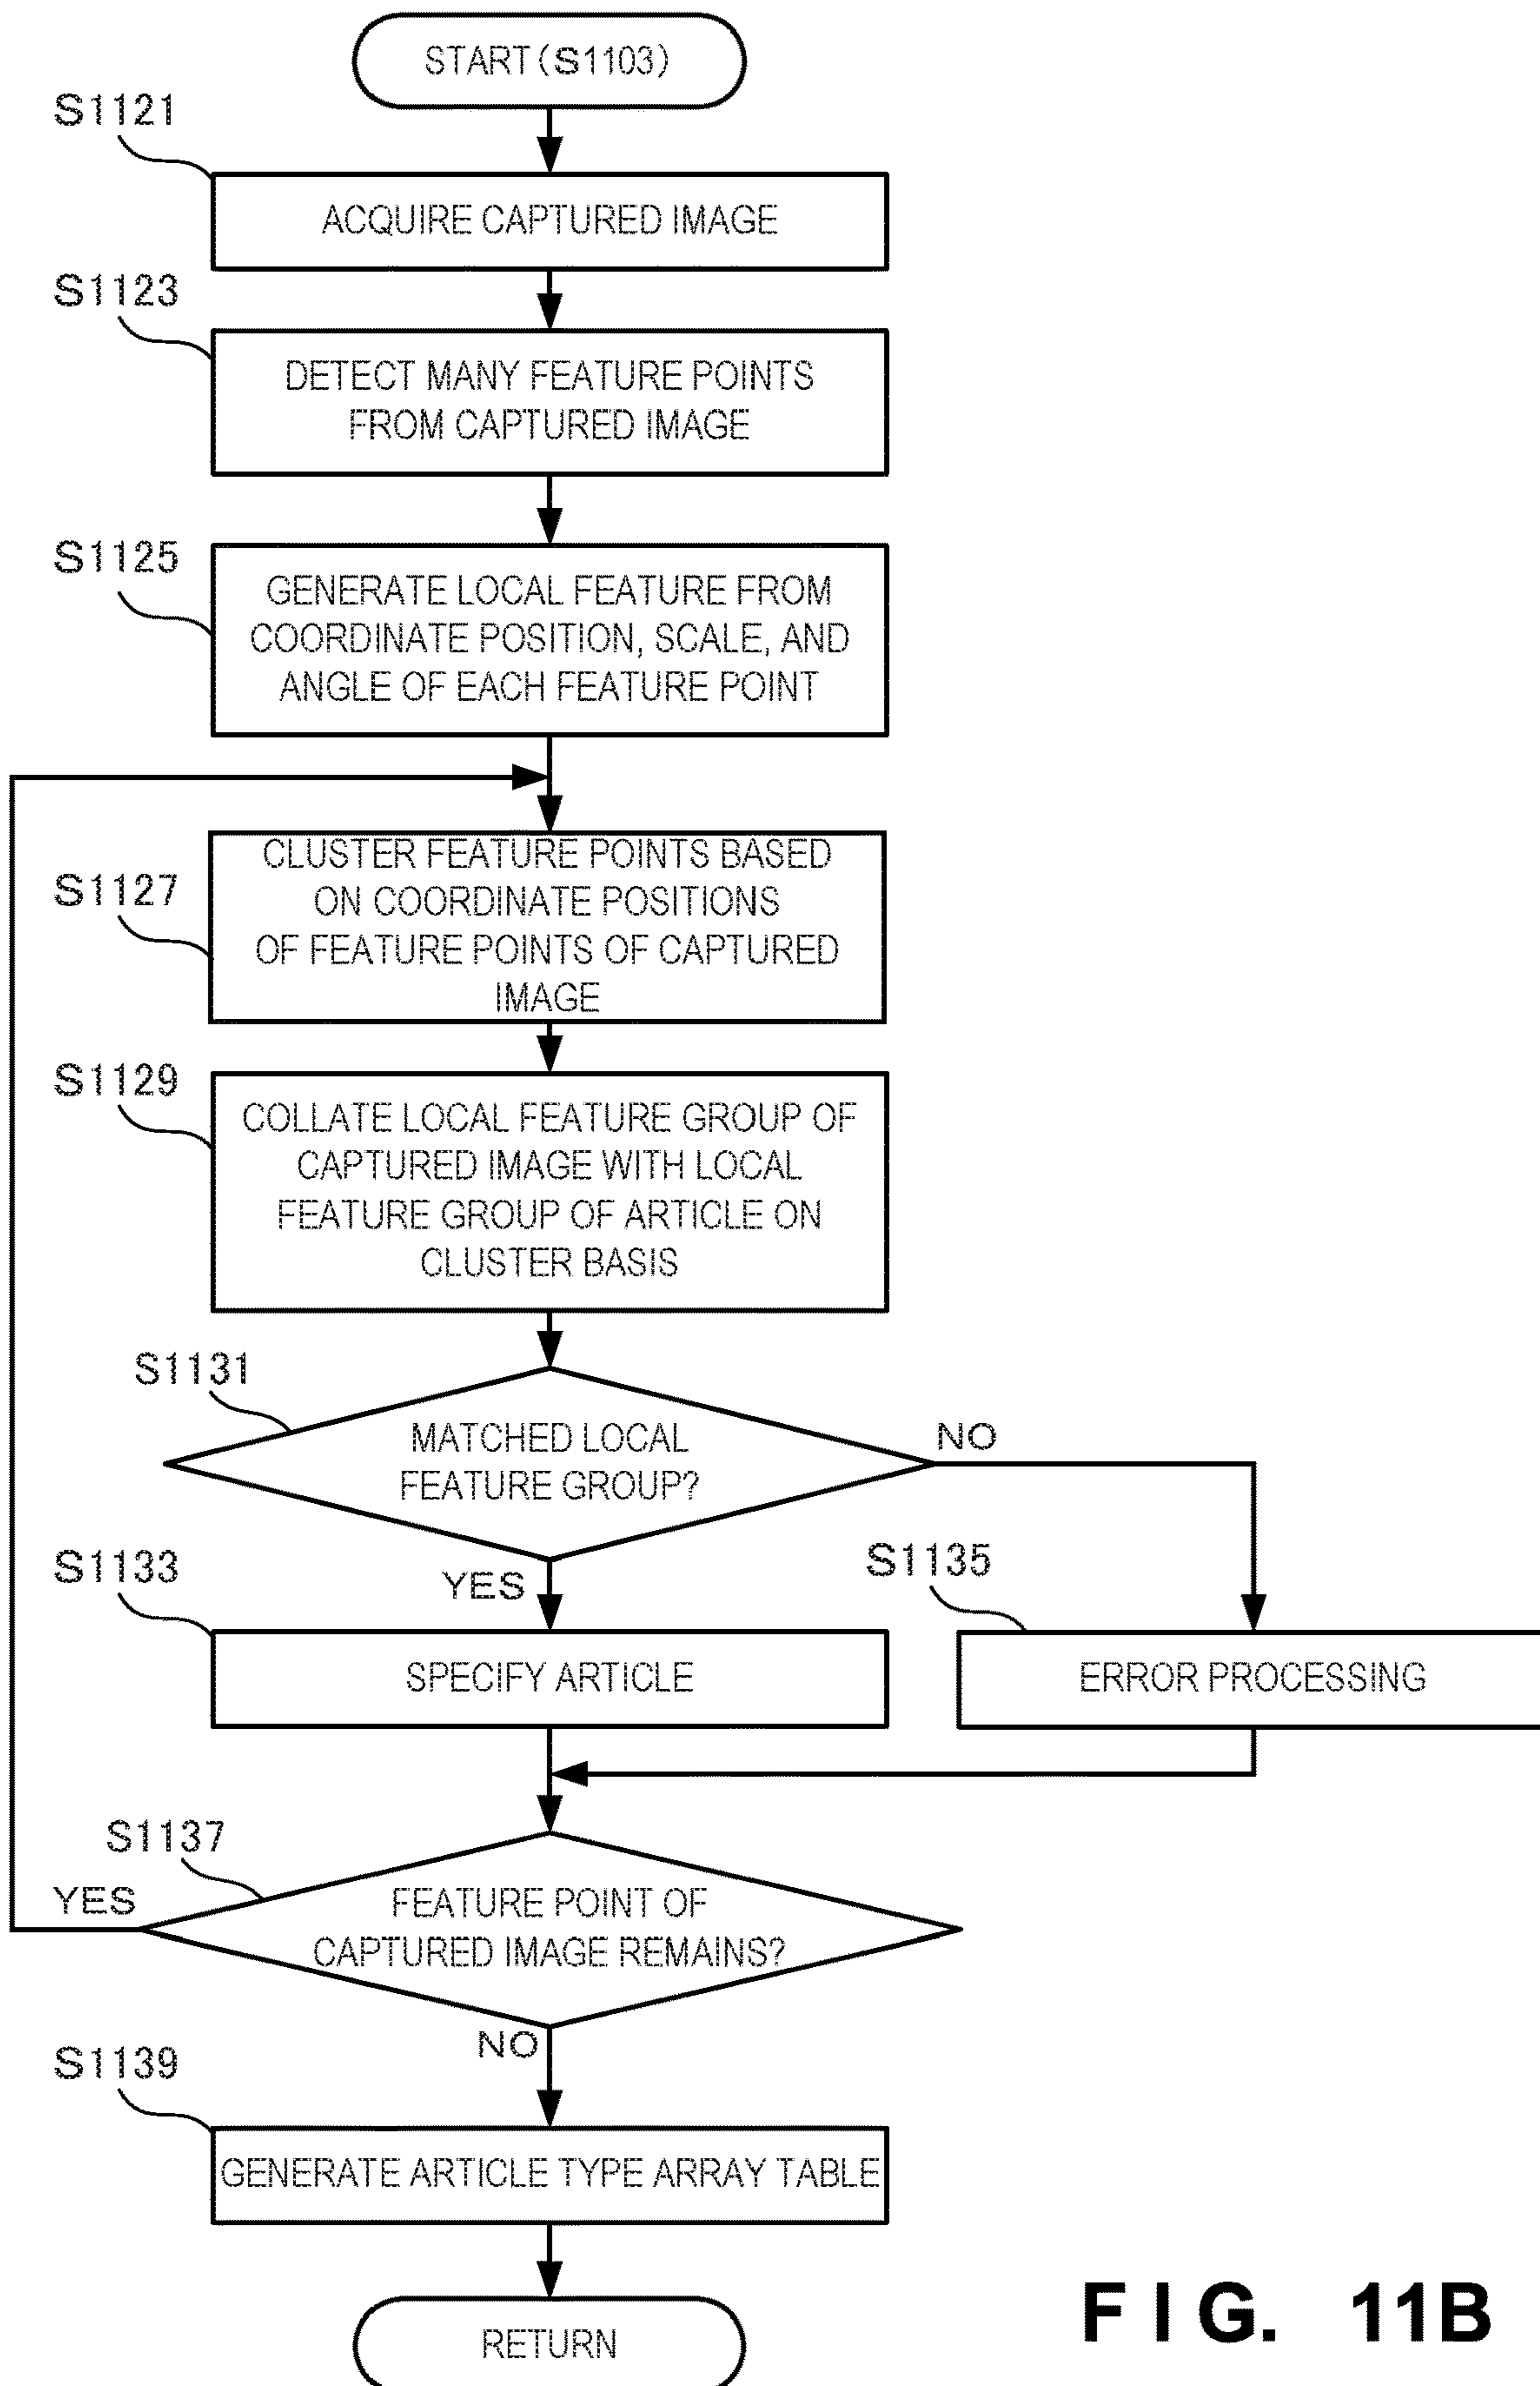 START(S1103)
S1121
ACQUIRE CAPTURED IMAGE
S1123
DETECT MANY FEATURE POINTS
FROM CAPTURED IMAGE
S1125
GENERATE LOCAL FEATURE FROM
COORDINATE POSITION, SCALE, AND
ANGLE OF EACH FEATURE POINT
S1127
CLUSTER FEATURE POINTS BASED
ON COORDINATE POSITIONS
OF FEATURE POINTS OF CAPTURED
IMAGE
S1129
COLLATE LOCAL FEATURE GROUP OF
CAPTURED IMAGE WITH LOCAL
FEATURE GROUP OF ARTICLE ON
CLUSTER BASIS
S1131
MATCHED LOCAL
FEATURE GROUP?
NO
YES
S1133
SPECIFY ARTICLE
S1135
ERROR PROCESSING
S1137
YES
FEATURE POINT OF
CAPTURED IMAGE REMAINS?
NO
S1139
GENERATE ARTICLE TYPE ARRAY TABLE
RETURN
FIG. 11B